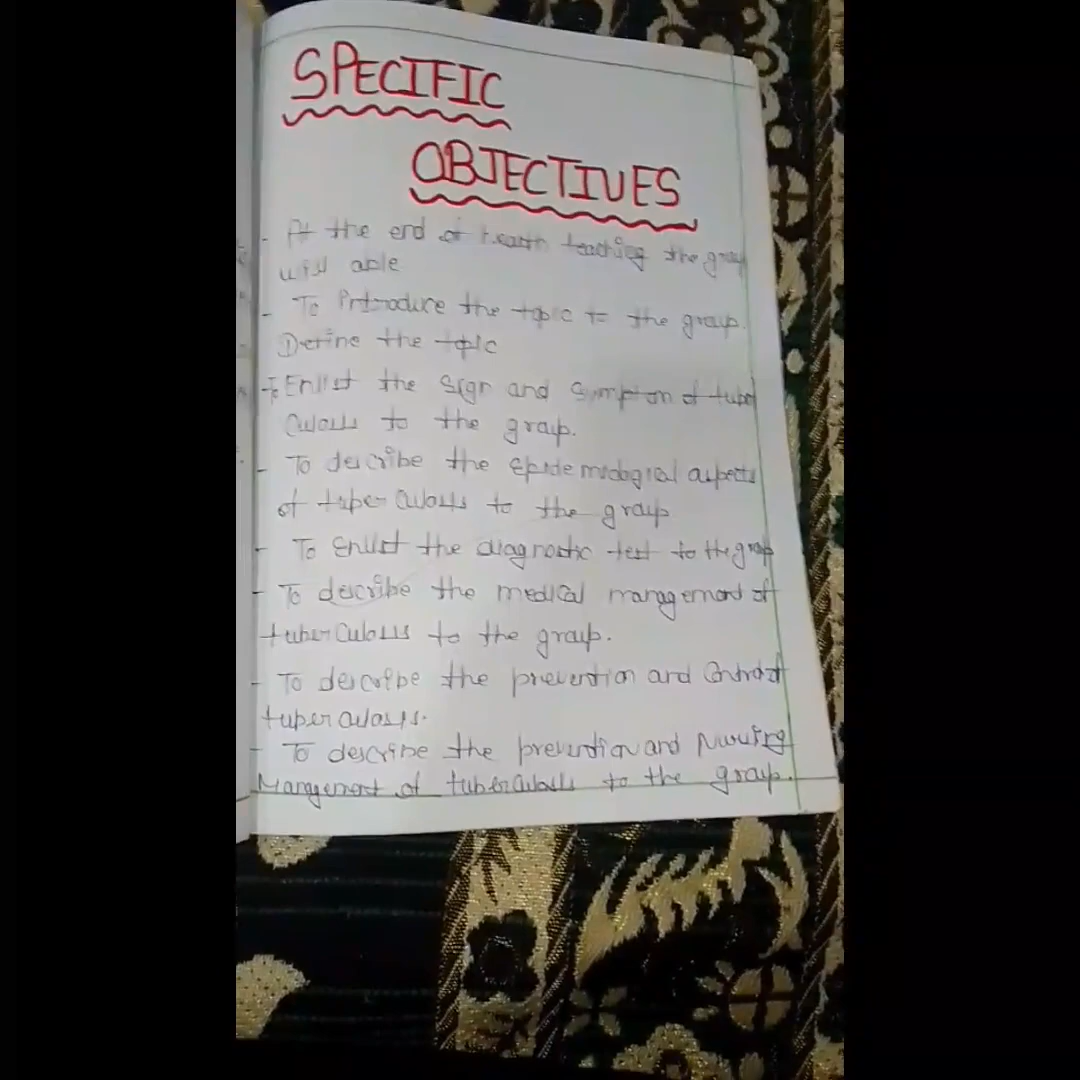 SPECIFIC
OBJECTIVES
- At the end of health teaching the group
will able
- To Introduce the topic to the group.
Define the topic
- To Enlist the sign and symptom of tuber
culosis to the group.
- To describe the epidemiological aspects
of tuberculosis to the group
- To enlist the diagnostic test to the group
- To describe the medical management of
tuberculosis to the group.
- To describe the prevention and control of
tuberculosis.
- To describe the prevention and Nursing
Management of tuberculosis to the group.